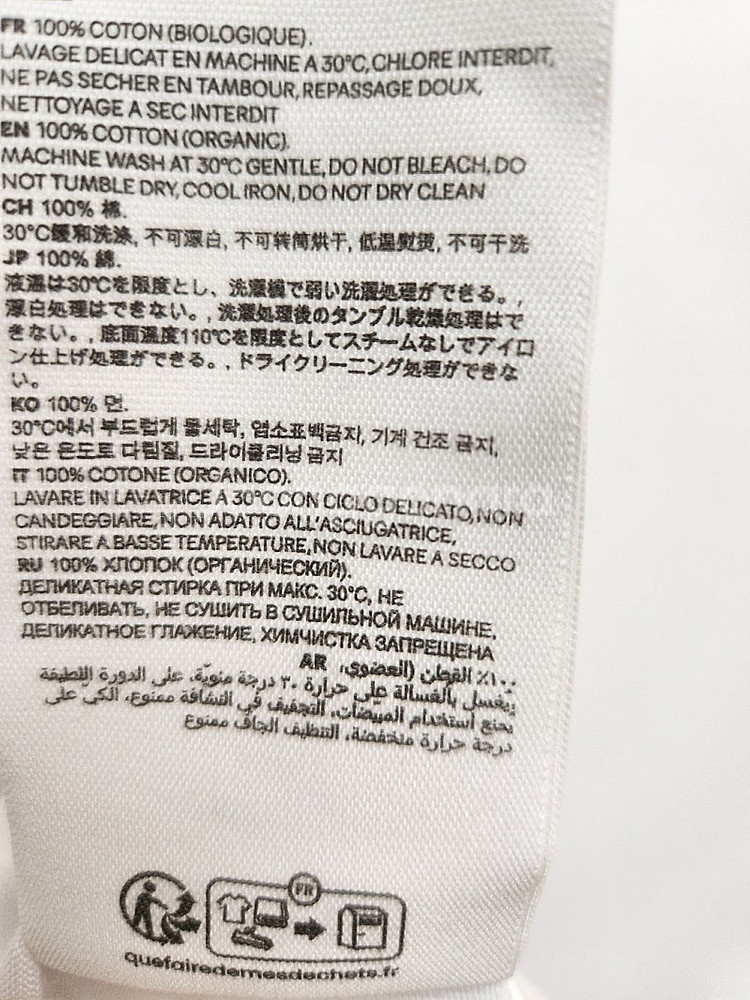 FR 100% COTON (BIOLOGIQUE).
LAVAGE DELICAT EN MACHINE A 30°C, CHLORE INTERDIT,
NE PAS SECHER EN TAMBOUR, REPASSAGE DOUX,
NETTOYAGE A SEC INTERDIT
EN 100% COTTON (ORGANIC).
MACHINE WASH AT 30°C GENTLE, DO NOT BLEACH, DO
NOT TUMBLE DRY, COOL IRON, DO NOT DRY CLEAN
CH 100% 棉.
30°C缓和洗涤, 不可漂白, 不可转筒烘干, 低温熨烫, 不可干洗
JP 100% 綿.
液温は30℃を限度とし、洗濯機で弱い洗濯処理ができる。,
漂白処理はできない。, 洗濯処理後のタンブル乾燥処理はで
きない。, 底面温度110℃を限度としてスチームなしでアイロ
ン仕上げ処理ができる。, ドライクリーニング処理ができな
い。
KO 100% 면.
30°C에서 부드럽게 물세탁, 염소표백금지, 기계 건조 금지,
낮은 온도로 다림질, 드라이클리닝 금지
IT 100% COTONE (ORGANICO).
LAVARE IN LAVATRICE A 30°C CON CICLO DELICATO, NON
CANDEGGIARE, NON ADATTO ALL'ASCIUGATRICE,
STIRARE A BASSE TEMPERATURE, NON LAVARE A SECCO
RU 100% ХЛОПОК (ОРГАНИЧЕСКИЙ).
ДЕЛИКАТНАЯ СТИРКА ПРИ МАКС. 30°C, НЕ
ОТБЕЛИВАТЬ, НЕ СУШИТЬ В СУШИЛЬНОЙ МАШИНЕ,
ДЕЛИКАТНОЕ ГЛАЖЕНИЕ, ХИМЧИСТКА ЗАПРЕЩЕНА
١٠٠٪ القطن (العضوي. AR
يغسل بالغسالة على حرارة ٣٠ درجة مئويّة، على الدورة اللطيفة
يمنع استخدام المبيضات، التجفيف في النشافة ممنوع، الكيّ على
درجة حرارة منخفضة، التنظيف الجاف ممنوع
FR
quefairedemesdechets.fr